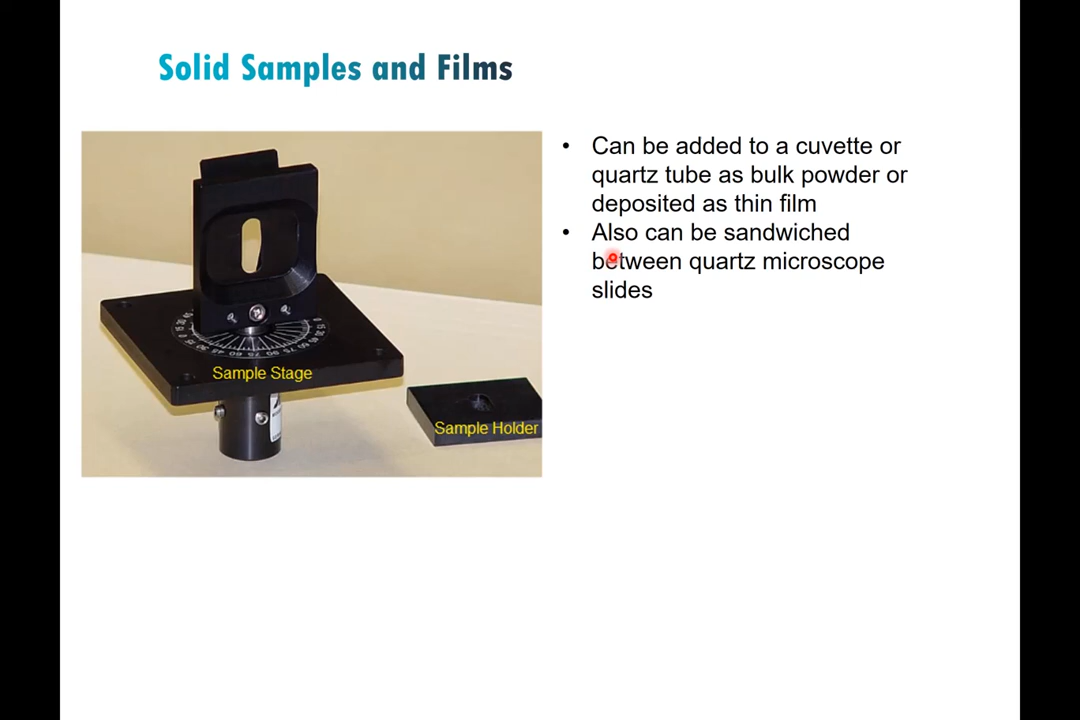 Solid Samples and Films
• Can be added to a cuvette or
quartz tube as bulk powder or
deposited as thin film
• Also can be sandwiched
between quartz microscope
slides
Sample Stage
Sample Holder